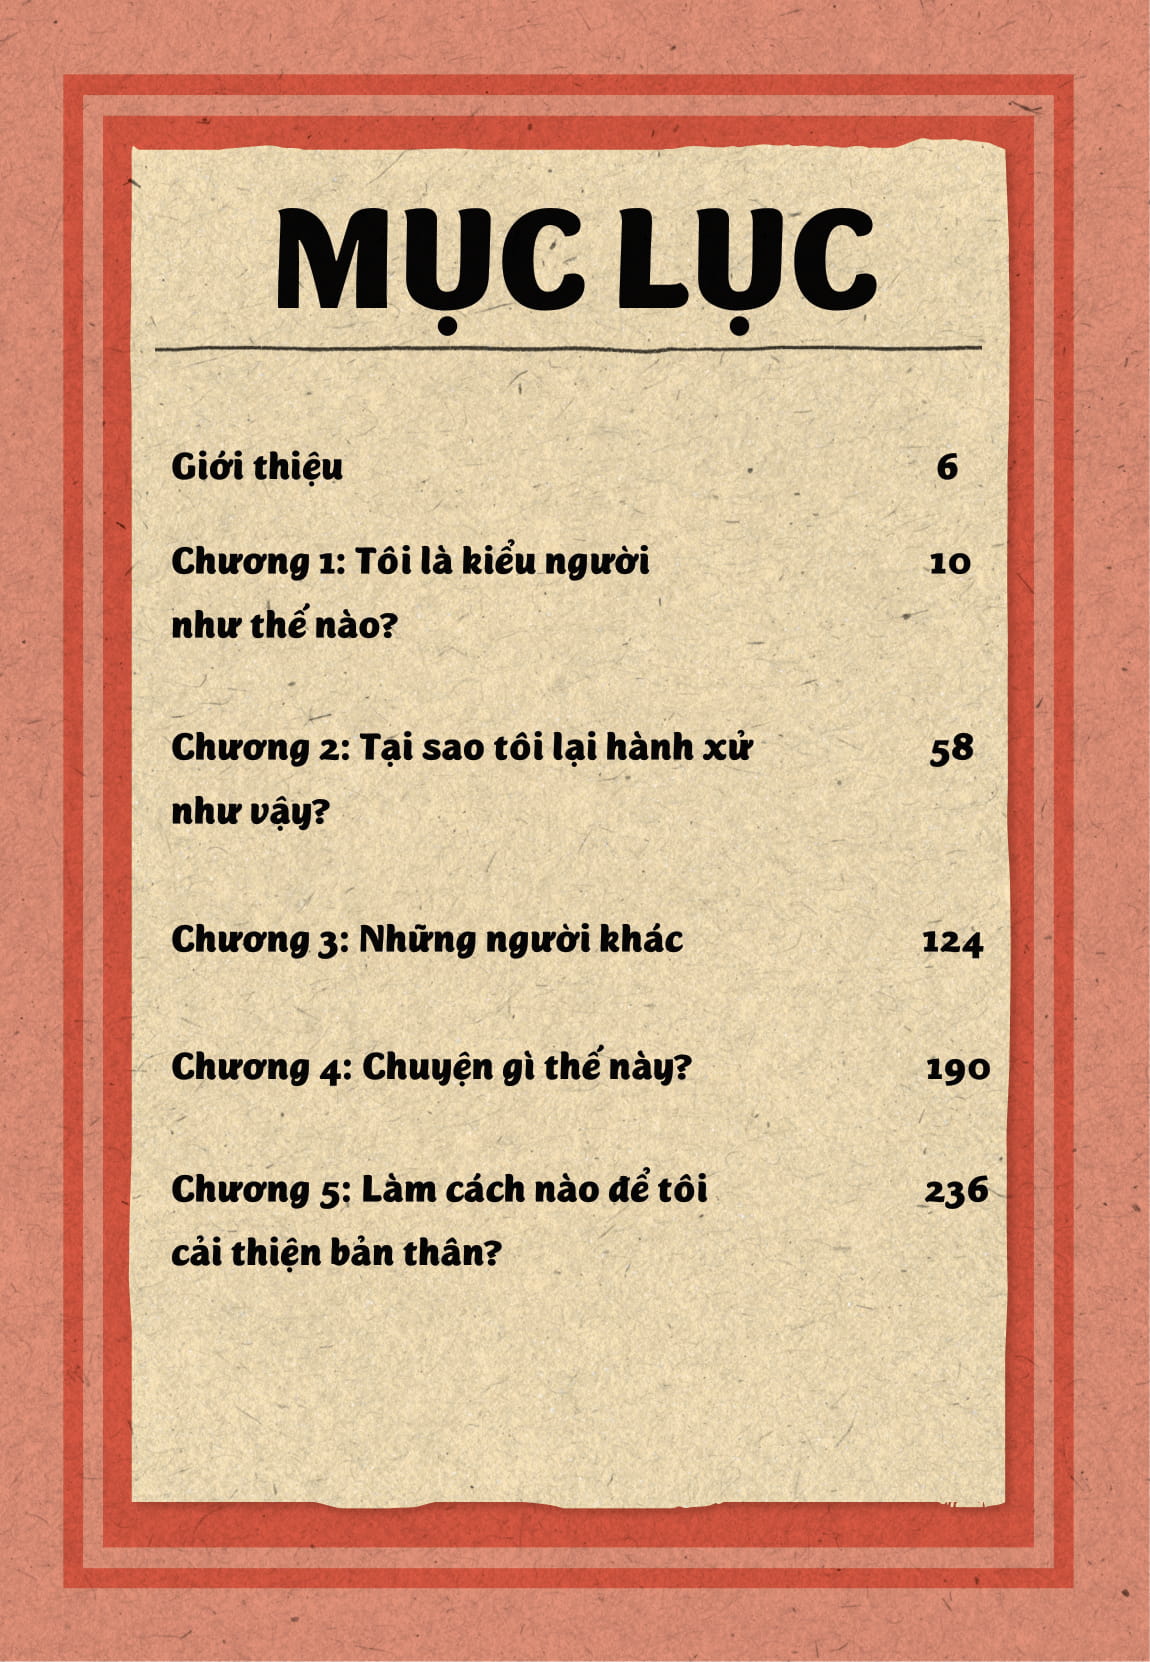 MỤC LỤC
Giới thiệu 6
Chương 1: Tôi là kiểu người 10
như thế nào?
Chương 2: Tại sao tôi lại hành xử 58
như vậy?
Chương 3: Những người khác 124
Chương 4: Chuyện gì thế này? 190
Chương 5: Làm cách nào để tôi 236
cải thiện bản thân?